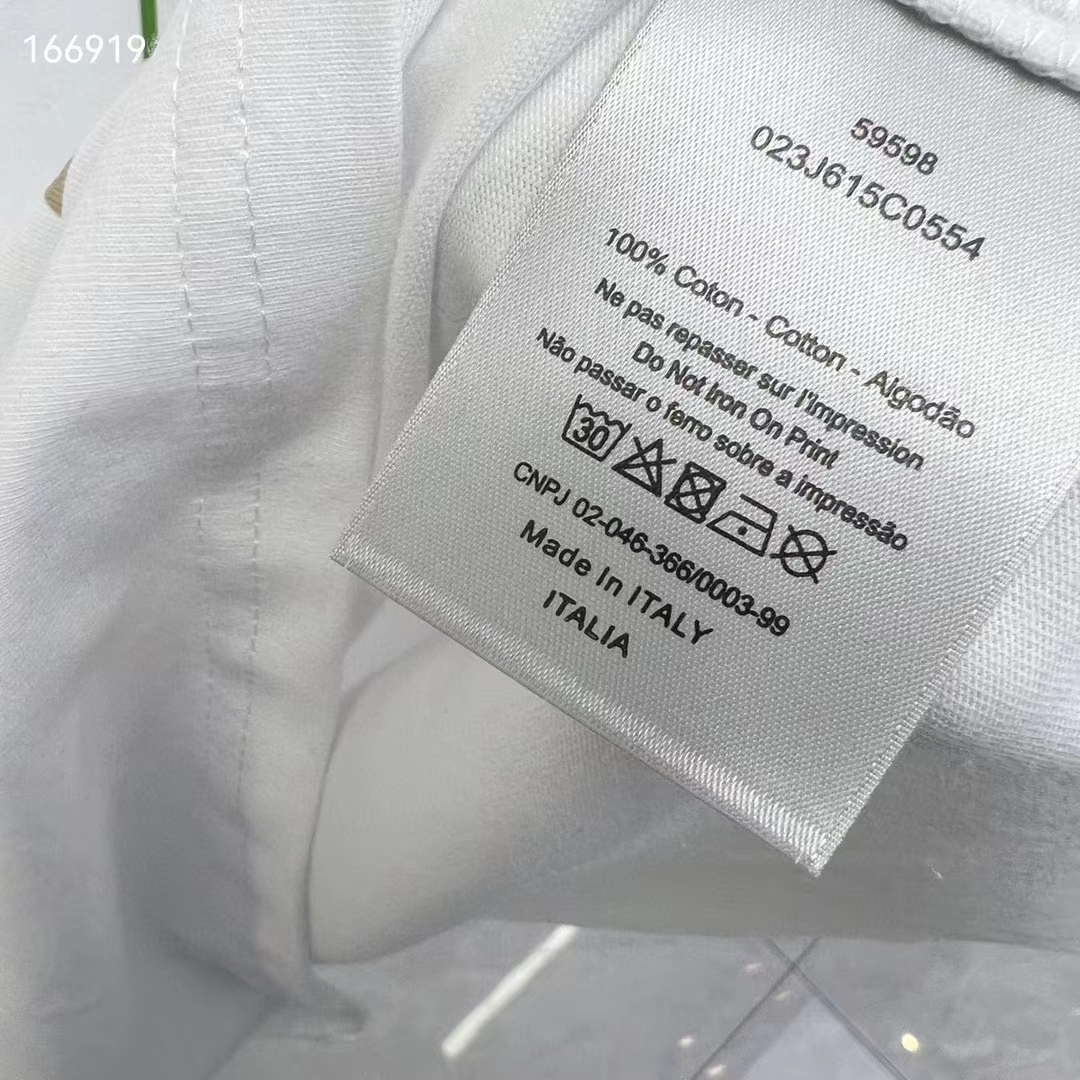 166919
59598
023J615C0554
100% Coton - Cotton - Algodão
Ne pas repasser sur l'impression
Do Not Iron On Print
Não passar o ferro sobre a impressão
30
CNPJ 02-046-366/0003-99
Made In ITALY
ITALIA